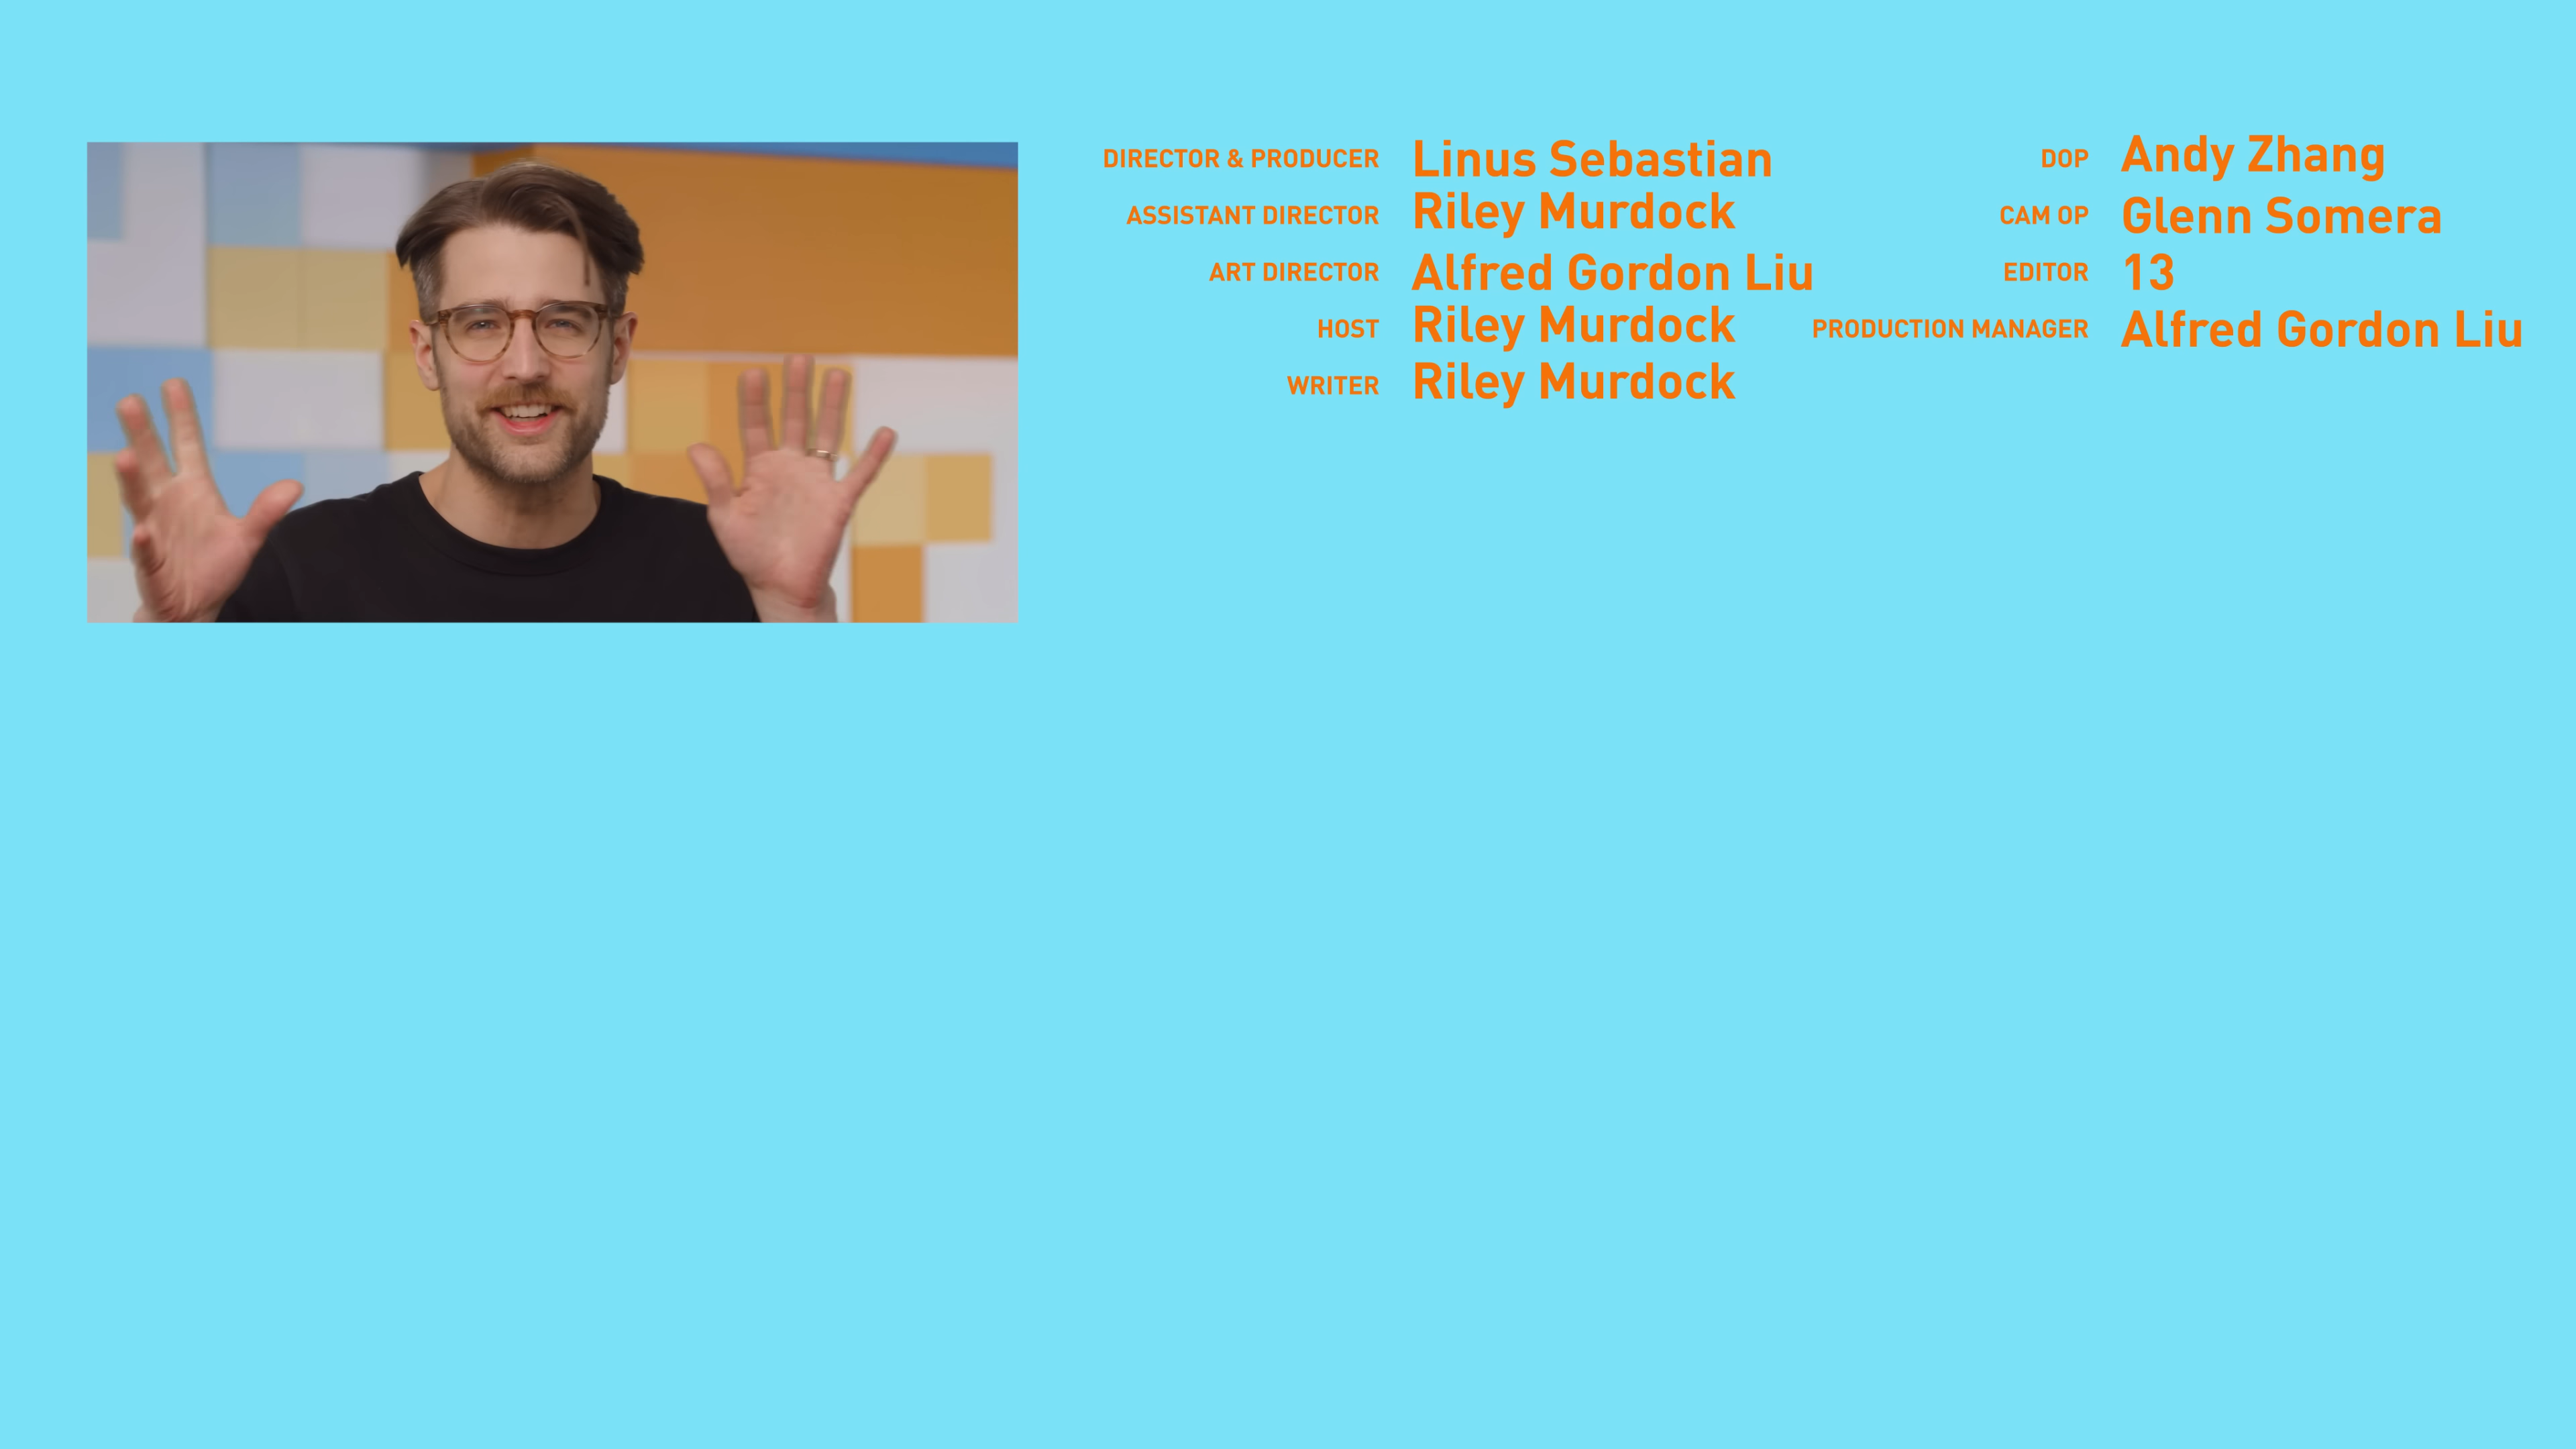 DIRECTOR & PRODUCER Linus Sebastian
ASSISTANT DIRECTOR Riley Murdock
ART DIRECTOR Alfred Gordon Liu
HOST Riley Murdock
WRITER Riley Murdock
DOP Andy Zhang
CAM OP Glenn Somera
EDITOR 13
PRODUCTION MANAGER Alfred Gordon Liu